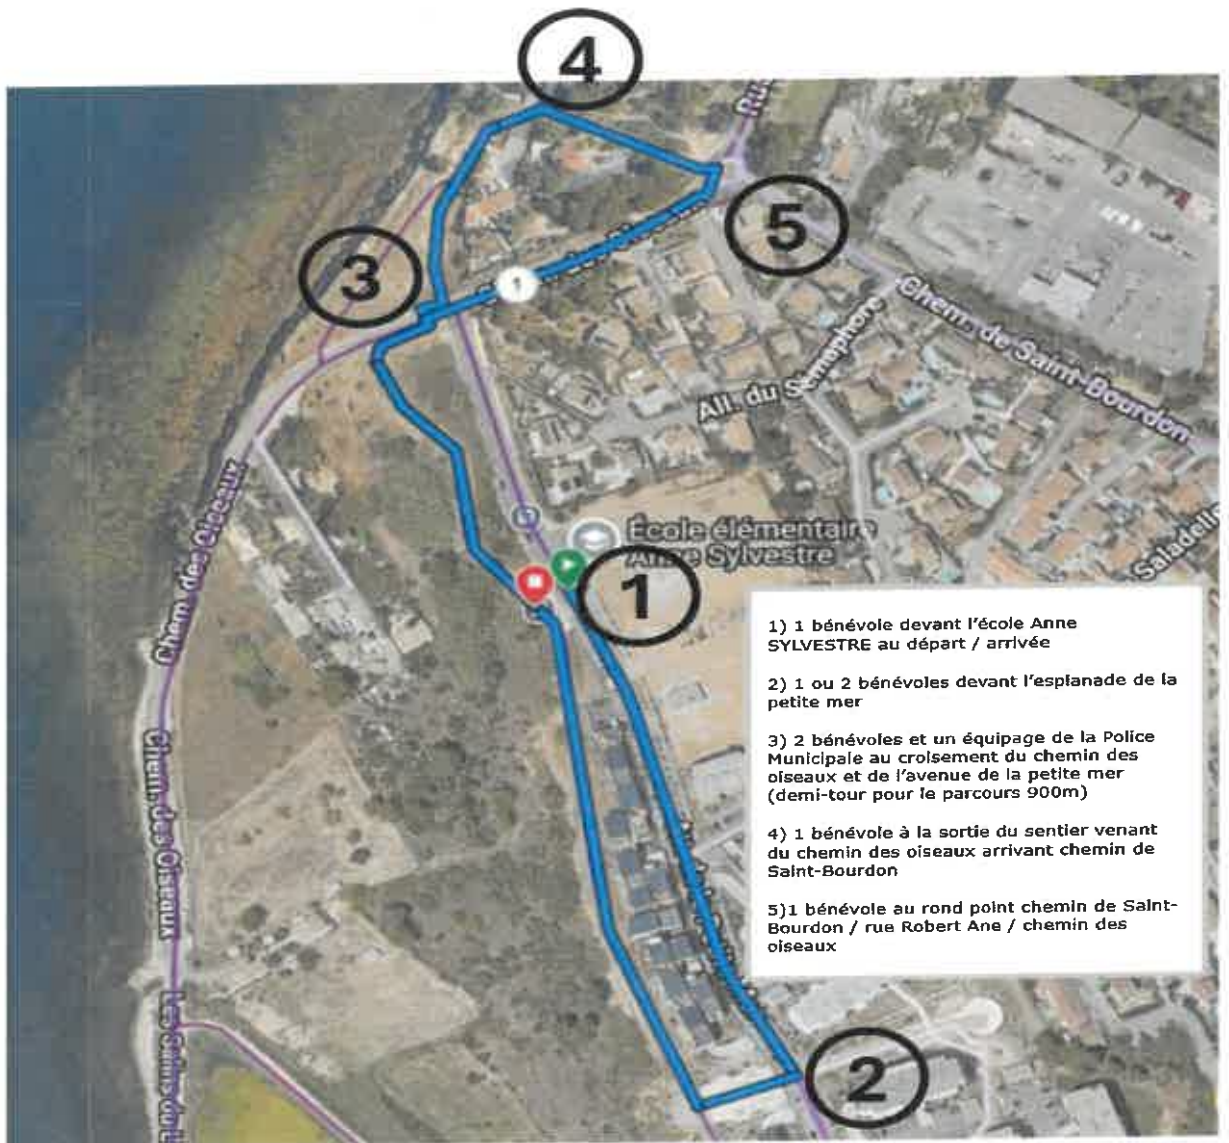 4
Rue
3
5
1
Chem. de Saint-Bourdon
All. du Sémaphore
Chem. des Oiseaux
École élémentaire
Anne Sylvestre
1
Saladelle
1) 1 bénévole devant l'école Anne
SYLVESTRE au départ / arrivée
2) 1 ou 2 bénévoles devant l'esplanade de la
petite mer
3) 2 bénévoles et un équipage de la Police
Municipale au croisement du chemin des
oiseaux et de l'avenue de la petite mer
(demi-tour pour le parcours 900m)
4) 1 bénévole à la sortie du sentier venant
du chemin des oiseaux arrivant chemin de
Saint-Bourdon
5)1 bénévole au rond point chemin de Saint-
Bourdon / rue Robert Ane / chemin des
oiseaux
Chem. des Oiseaux
2